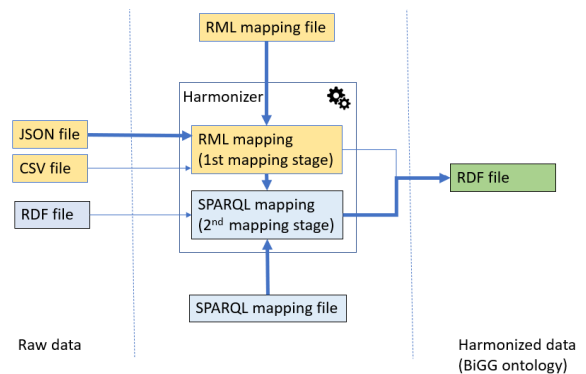 RML mapping file
Harmonizer
JSON file
RML mapping
(1st mapping stage)
CSV file
RDF file
RDF file
SPARQL mapping
(2nd mapping stage)
SPARQL mapping file
Raw data
Harmonized data
(BiGG ontology)